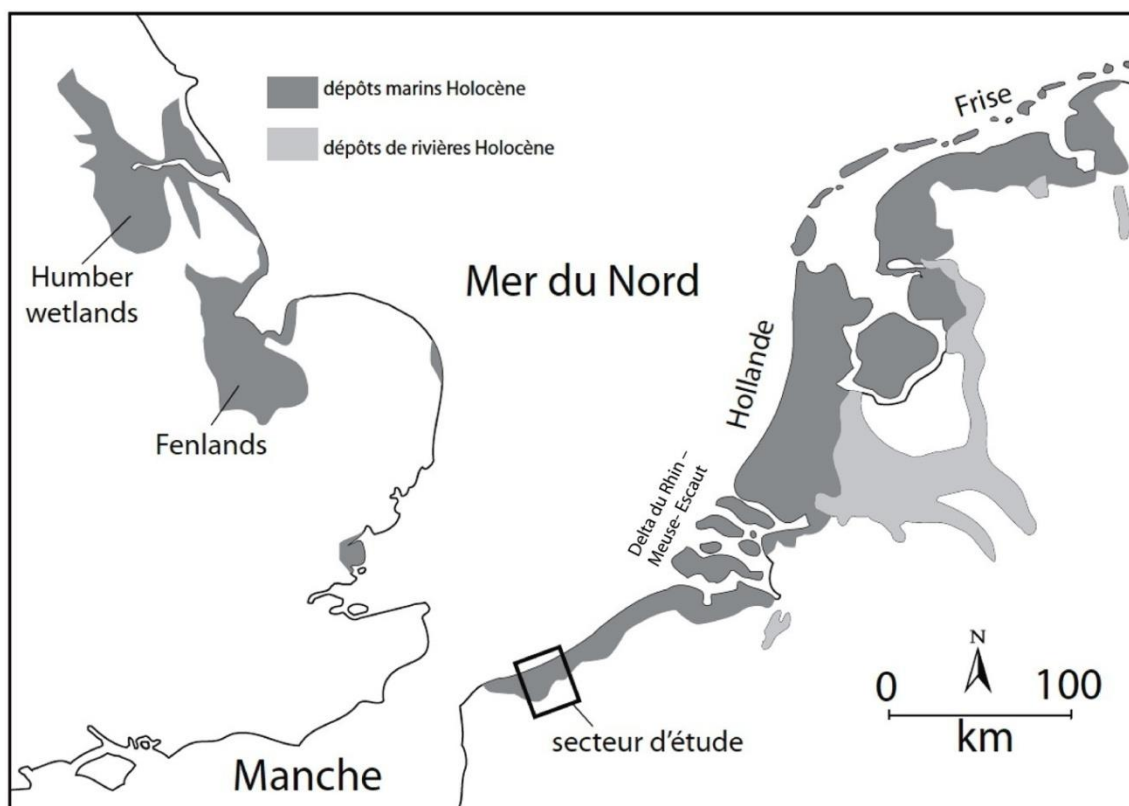 dépôts marins Holocène
dépôts de rivières Holocène
Frise
Humber
wetlands
Mer du Nord
Hollande
Fenlands
Delta du Rhin –
Meuse- Escaut
N
0 100
km
secteur d'étude
Manche